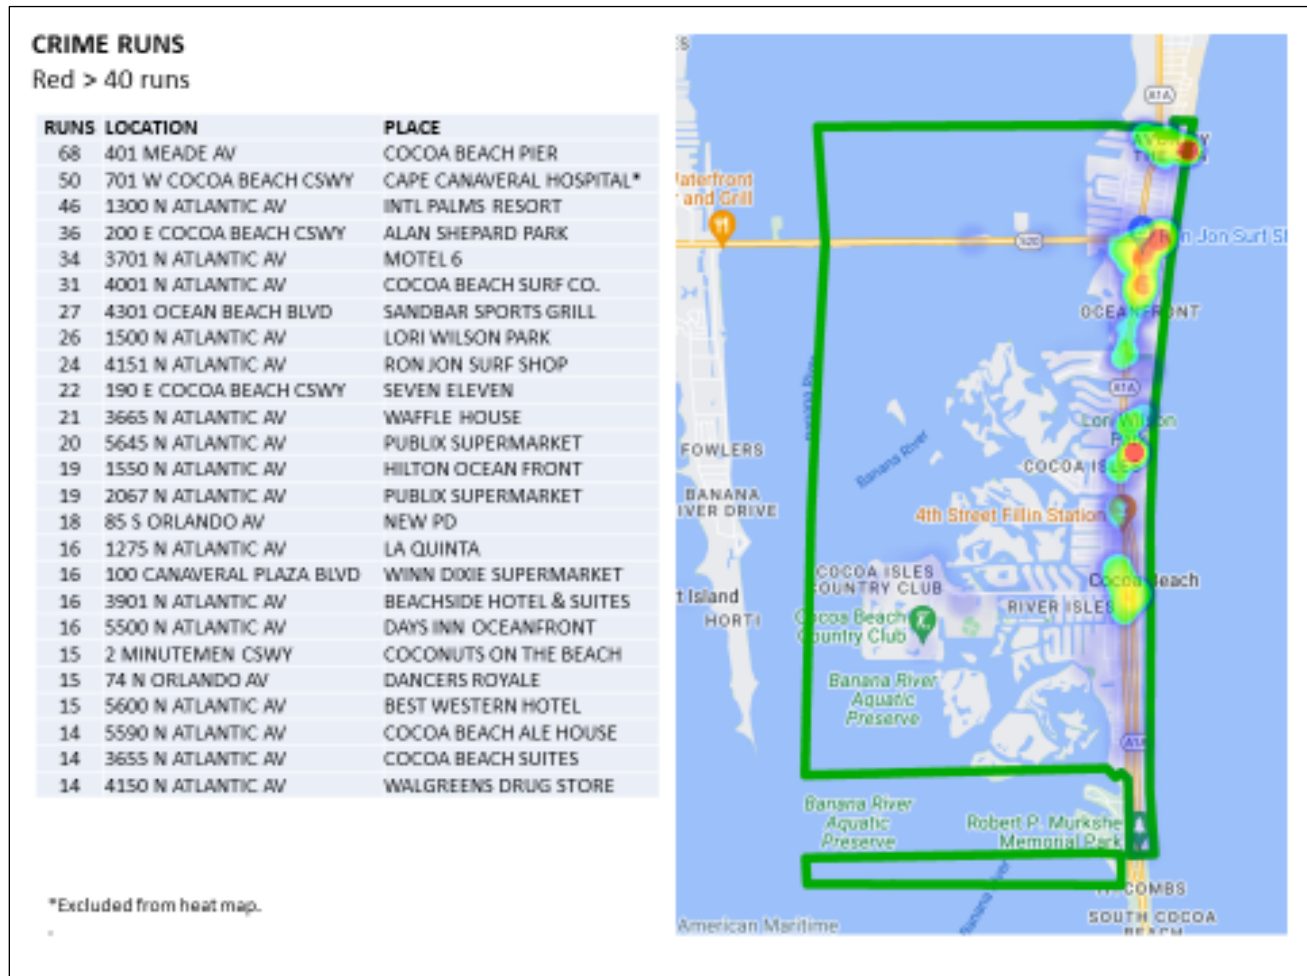 CRIME RUNS
Red > 40 runs
RUNS LOCATION PLACE
68 401 MEADE AV COCOA BEACH PIER
50 701 W COCOA BEACH CSWY CAPE CANAVERAL HOSPITAL*
46 1300 N ATLANTIC AV INTL PALMS RESORT
36 200 E COCOA BEACH CSWY ALAN SHEPARD PARK
34 3701 N ATLANTIC AV MOTEL 6
31 4001 N ATLANTIC AV COCOA BEACH SURF CO.
27 4301 OCEAN BEACH BLVD SANDBAR SPORTS GRILL
26 1500 N ATLANTIC AV LORI WILSON PARK
24 4151 N ATLANTIC AV RON JON SURF SHOP
22 190 E COCOA BEACH CSWY SEVEN ELEVEN
21 3665 N ATLANTIC AV WAFFLE HOUSE
20 5645 N ATLANTIC AV PUBLIX SUPERMARKET
19 1550 N ATLANTIC AV HILTON OCEAN FRONT
19 2067 N ATLANTIC AV PUBLIX SUPERMARKET
18 85 S ORLANDO AV NEW PD
16 1275 N ATLANTIC AV LA QUINTA
16 100 CANAVERAL PLAZA BLVD WINN DIXIE SUPERMARKET
16 3901 N ATLANTIC AV BEACHSIDE HOTEL & SUITES
16 5500 N ATLANTIC AV DAYS INN OCEANFRONT
15 2 MINUTEMEN CSWY COCONUTS ON THE BEACH
15 74 N ORLANDO AV DANCERS ROYALE
15 5600 N ATLANTIC AV BEST WESTERN HOTEL
14 5590 N ATLANTIC AV COCOA BEACH ALE HOUSE
14 3655 N ATLANTIC AV COCOA BEACH SUITES
14 4150 N ATLANTIC AV WALGREENS DRUG STORE
*Excluded from heat map.
A1A
aterfront
and Grill
520
on Jon Surf S
OCEANFRONT
Banana River
A1A
Lori Wilson
Banana River
FOWLERS
COCOA ISLES
BANANA
IVER DRIVE
4th Street Fillin Station
COCOA ISLES
COUNTRY CLUB
Cocoa Beach
t Island
RIVER ISLES
HORTI
Cocoa Beach
Country Club
Banana River
Aquatic
Preserve
A1A
Banana River
Aquatic
Preserve
Robert P. Murkshe
Memorial Park
Banana River
COMBS
American Maritime
SOUTH COCOA
BEACH